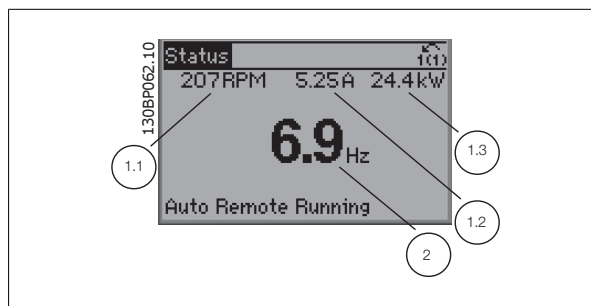 130BP062.10
Status
1(1)
207RPM 5.25A 24.4kW
6.9Hz
Auto Remote Running
1.1
1.3
1.2
2